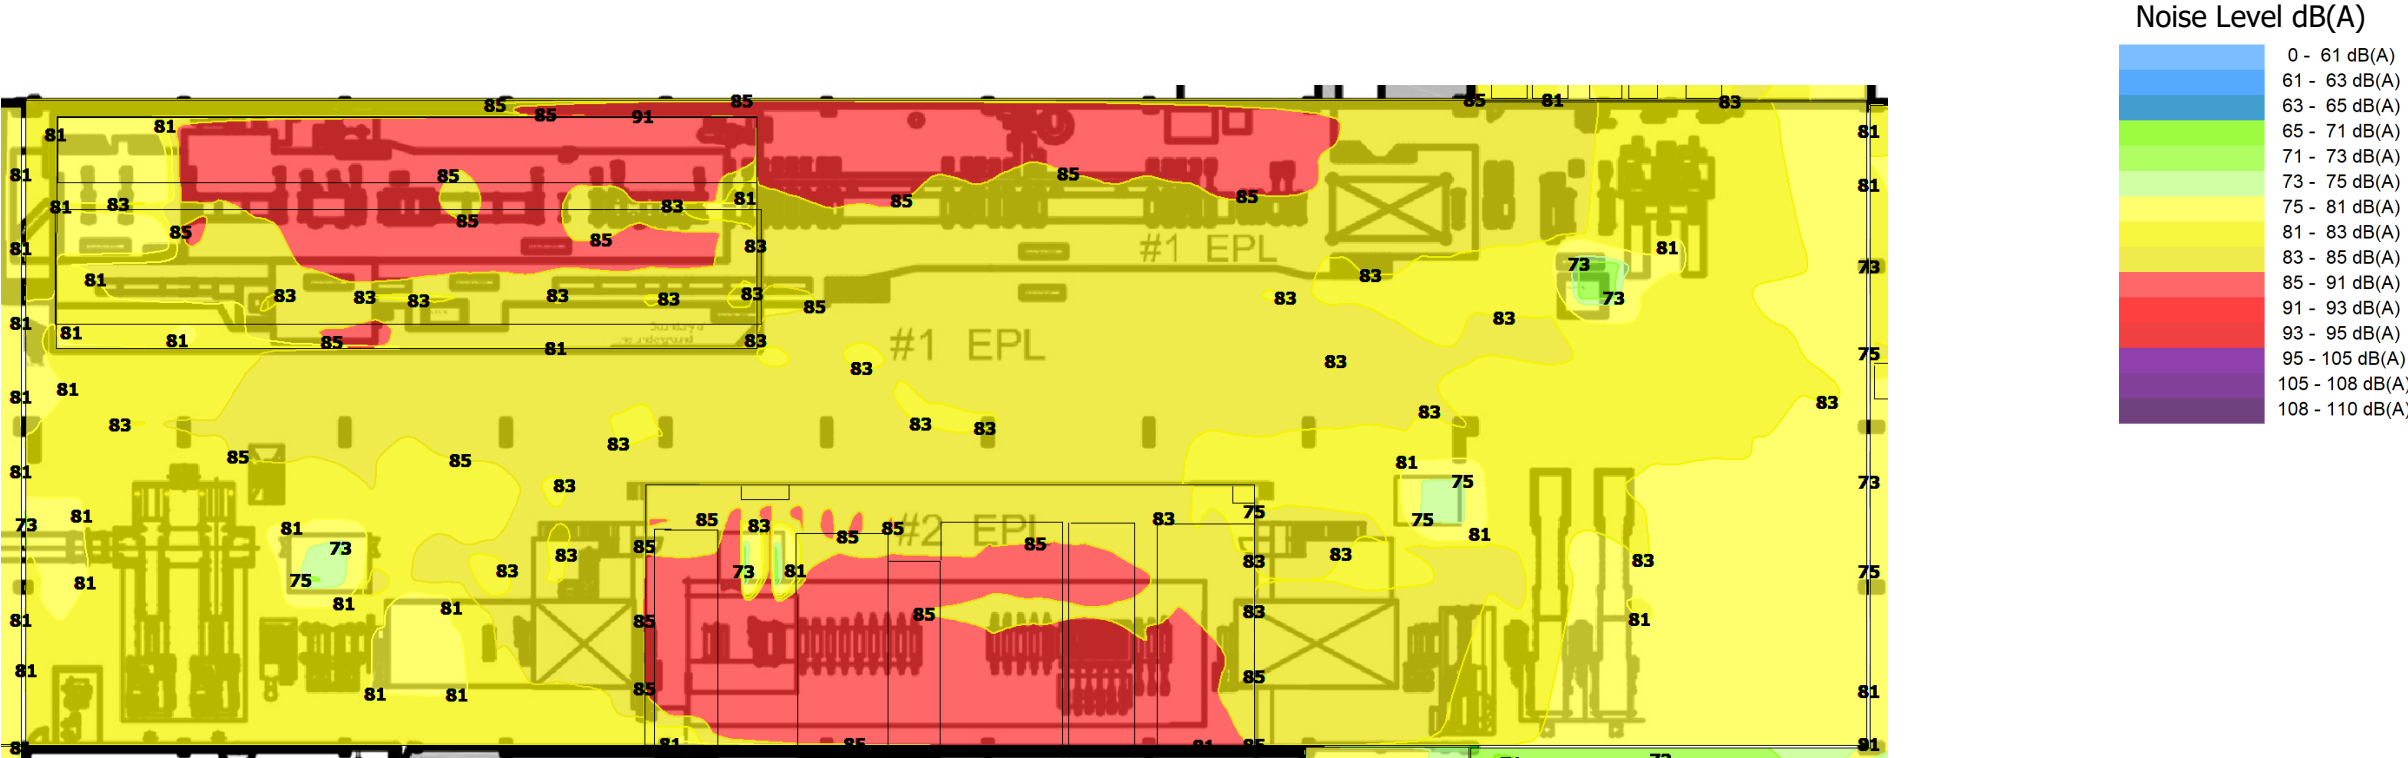 Noise Level dB(A)
0 - 61 dB(A)
61 - 63 dB(A)
63 - 65 dB(A)
65 - 71 dB(A)
71 - 73 dB(A)
73 - 75 dB(A)
75 - 81 dB(A)
81 - 83 dB(A)
83 - 85 dB(A)
85 - 91 dB(A)
91 - 93 dB(A)
93 - 95 dB(A)
95 - 105 dB(A)
105 - 108 dB(A)
108 - 110 dB(A)
85 85 91 85 85 81 83
81 81 81
81 85 85 81
81 83 85 83 81 85 85
85 85 85 83 81
81 73 73
81 83 83 83 83 83 83 85 83 83 73
#1 EPL
81 81 81 85 81 83 83
#1 EPL
83 83 75
81 81 83 83
83 83 83 83
85 85 81
81 83 75 73
73 81 81 85 83 85 85 83 75 75
#2 EPL
73 85 85 81
75 83 83 73 81 83 83 83 75
81 81 81 85 85 83 81
81 81 81 85 85 81
81 85 81 85 81